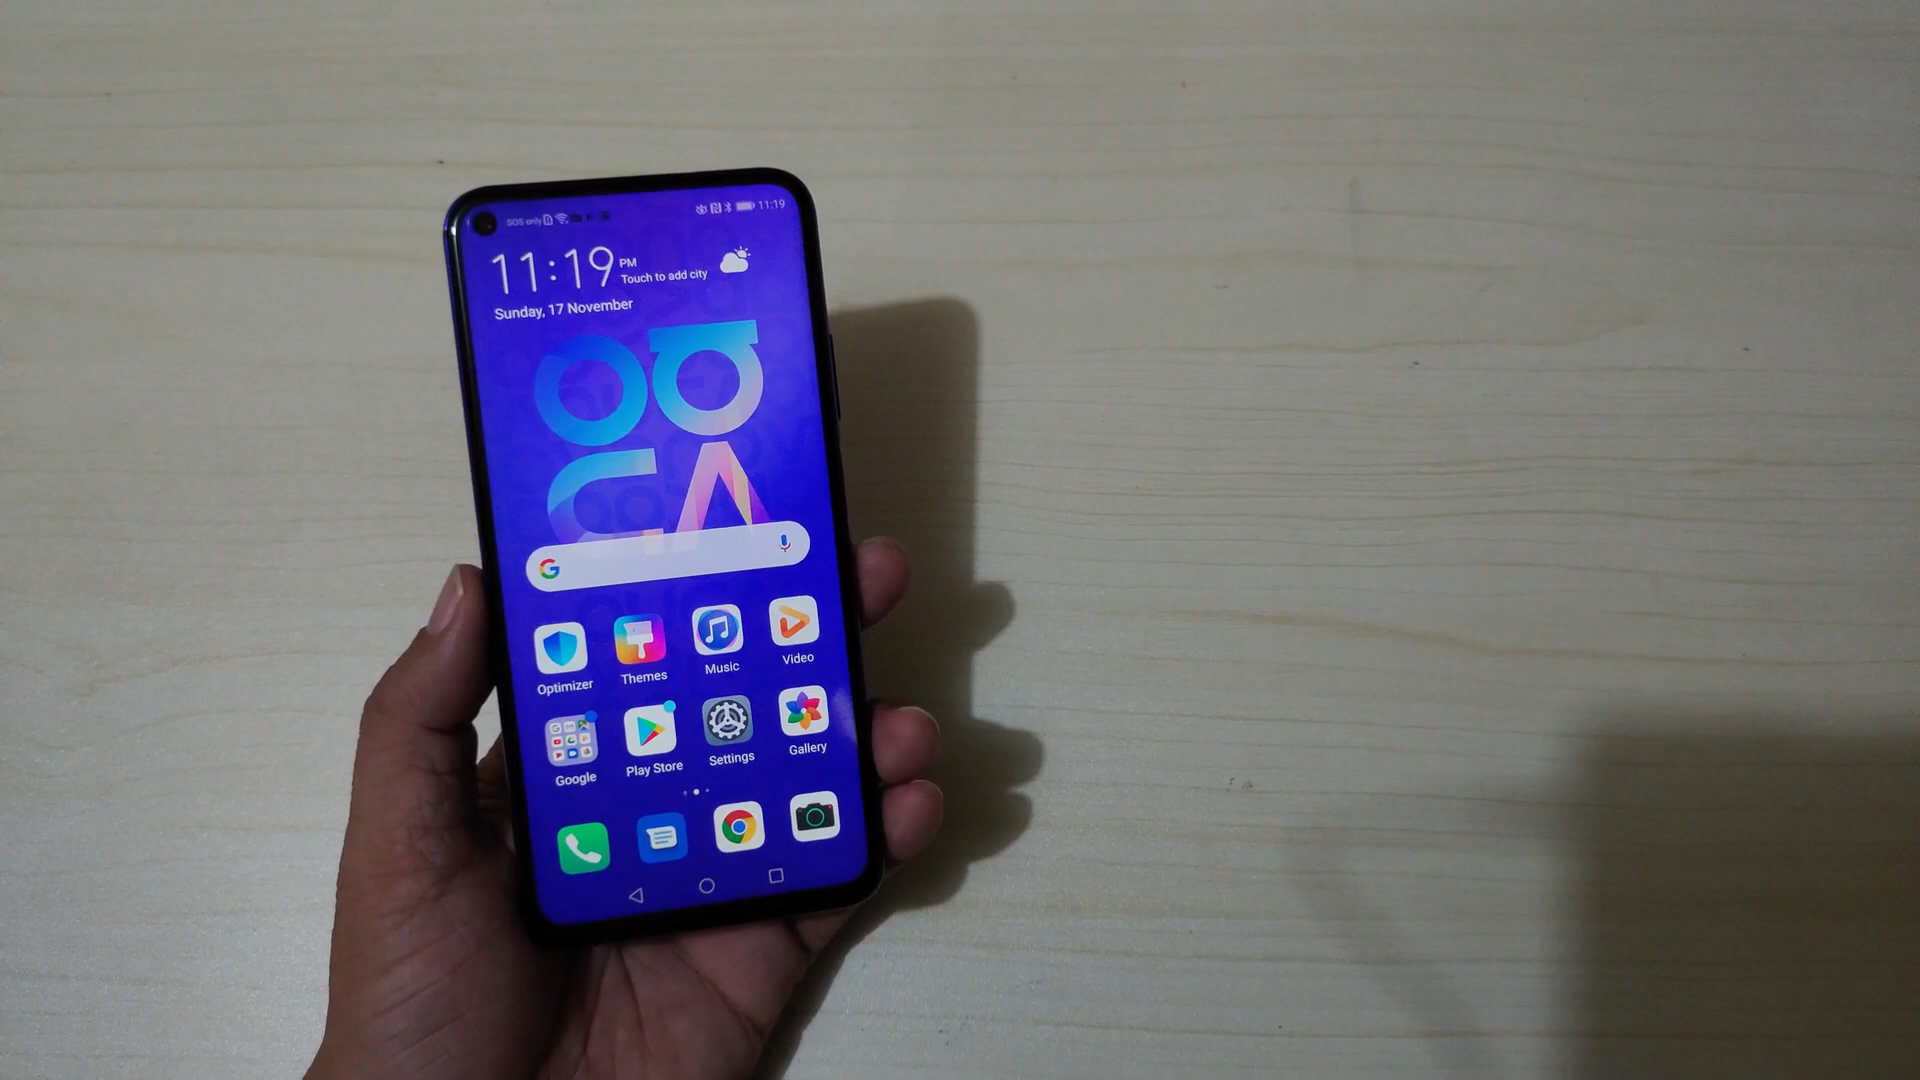 SOS only
11:19
11:19 PM
Touch to add city
Sunday, 17 November
Optimizer
Themes
Music
Video
Google
Play Store
Settings
Gallery